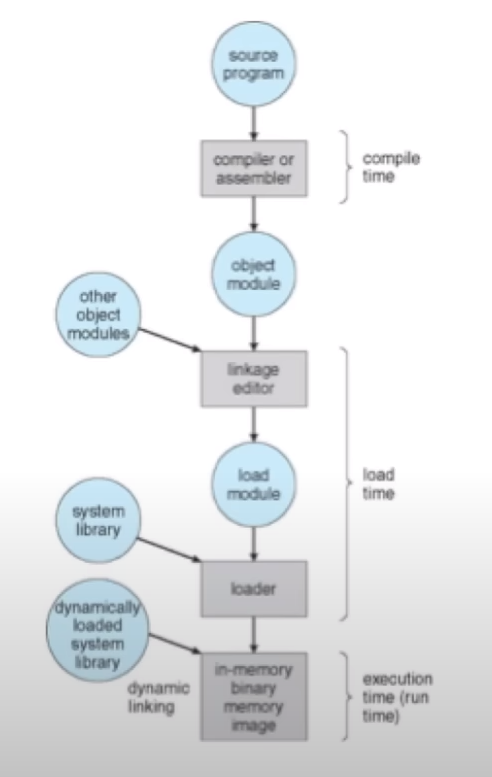 source
program
compiler or
assembler
compile
time
object
module
other
object
modules
linkage
editor
load
module
load
time
system
library
loader
dynamically
loaded
system
library
dynamic
linking
in-memory
binary
memory
image
execution
time (run
time)